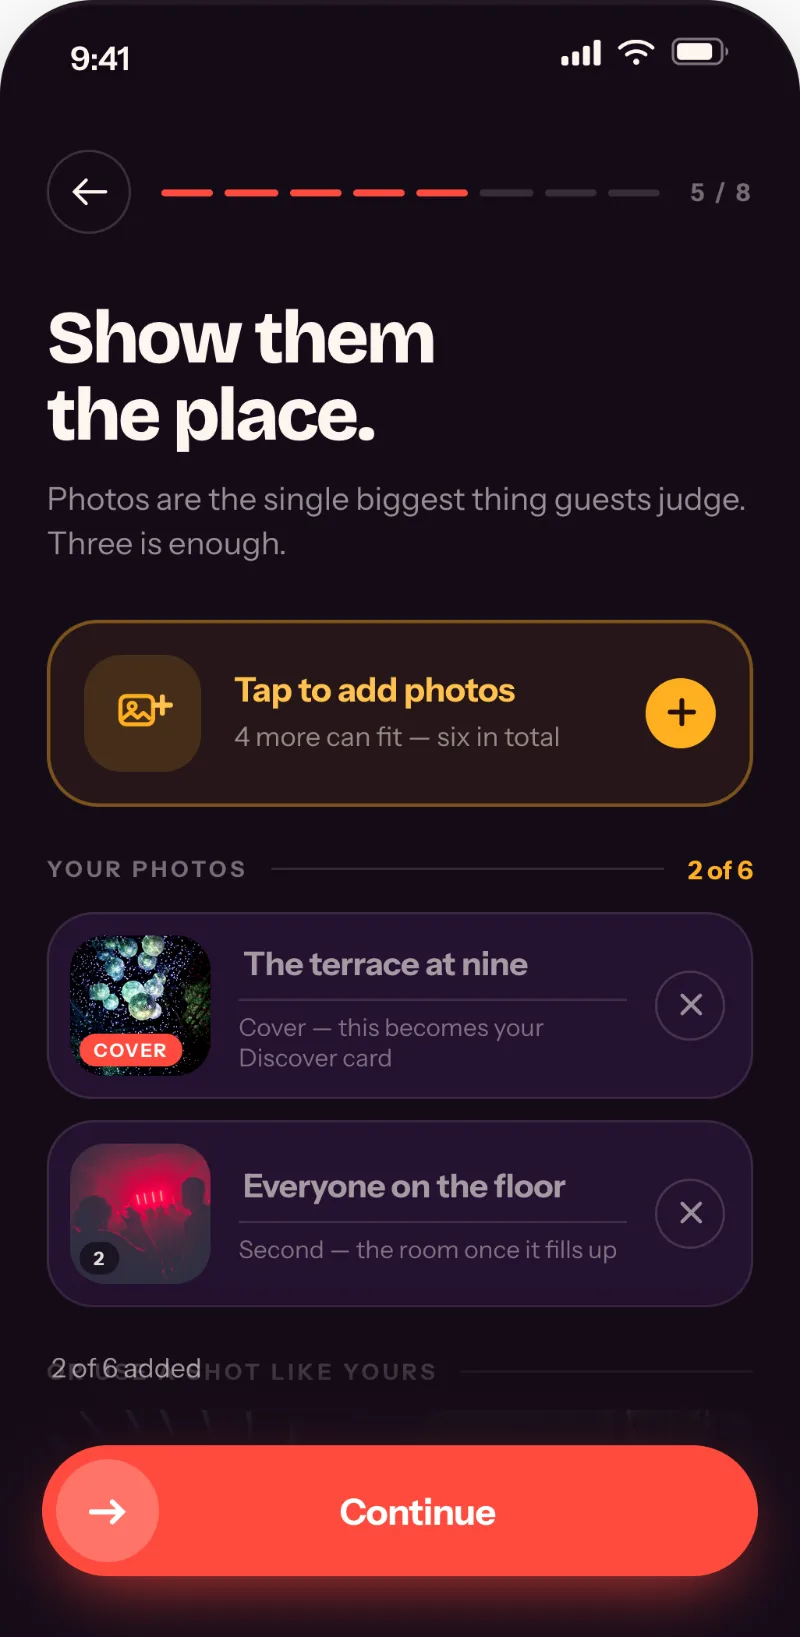 9:41
5 / 8
Show them
the place.
Photos are the single biggest thing guests judge.
Three is enough.
Tap to add photos
4 more can fit — six in total
YOUR PHOTOS
2 of 6
The terrace at nine
COVER
Cover — this becomes your
Discover card
Everyone on the floor
2
Second — the room once it fills up
2 of 6 added
OR USE A SHOT LIKE YOURS
Continue